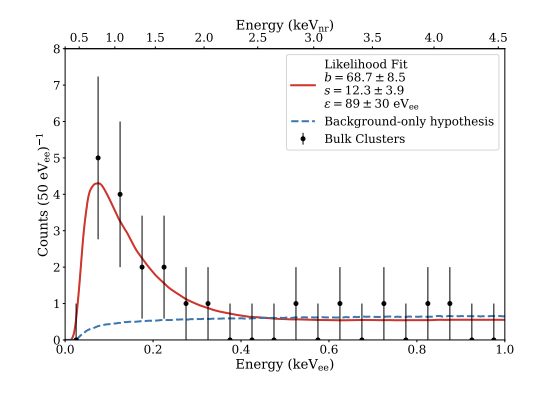 Energy (keVnr)
0.5 1.0 1.5 2.0 2.5 3.0 3.5 4.0 4.5
8
7
6
5
4
3
2
1
0
Counts (50 eVee)⁻¹
Likelihood Fit
b = 68.7 ± 8.5
s = 12.3 ± 3.9
ε = 89 ± 30 eVee
Background-only hypothesis
Bulk Clusters
0.0 0.2 0.4 0.6 0.8 1.0
Energy (keVee)